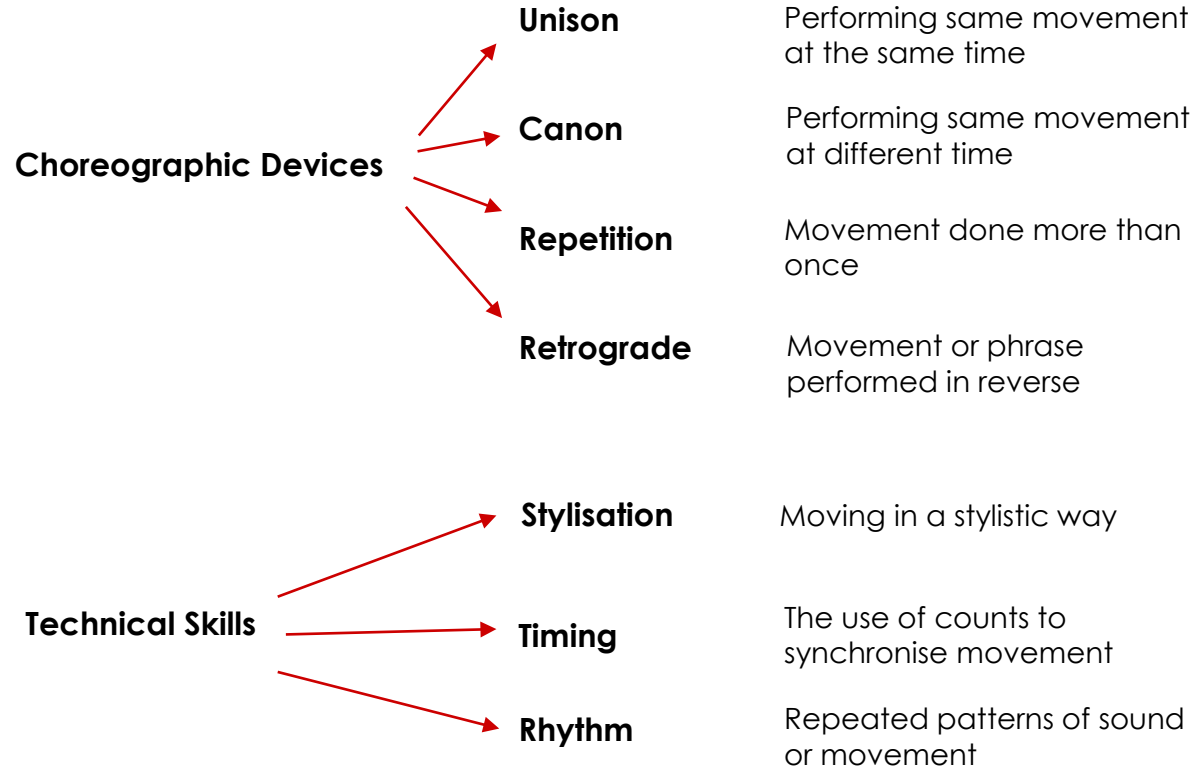 Choreographic Devices
Unison
Performing same movement
at the same time
Canon
Performing same movement
at different time
Repetition
Movement done more than
once
Retrograde
Movement or phrase
performed in reverse
Technical Skills
Stylisation
Moving in a stylistic way
Timing
The use of counts to
synchronise movement
Rhythm
Repeated patterns of sound
or movement